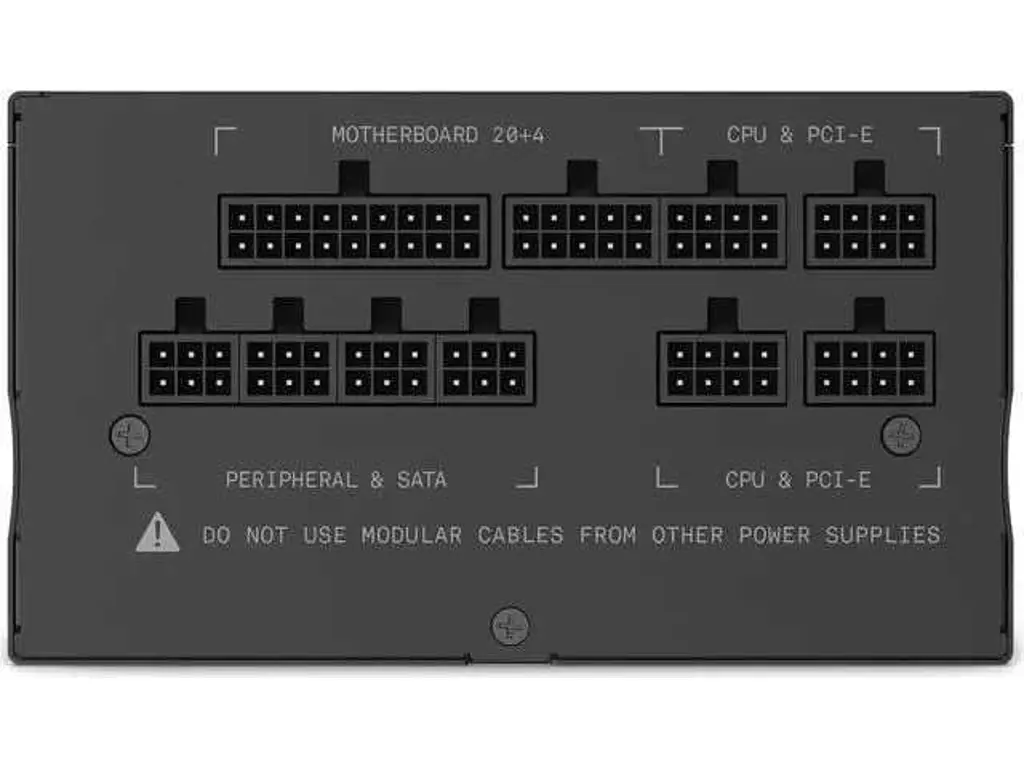 MOTHERBOARD 20+4
CPU & PCI-E
PERIPHERAL & SATA
CPU & PCI-E
DO NOT USE MODULAR CABLES FROM OTHER POWER SUPPLIES